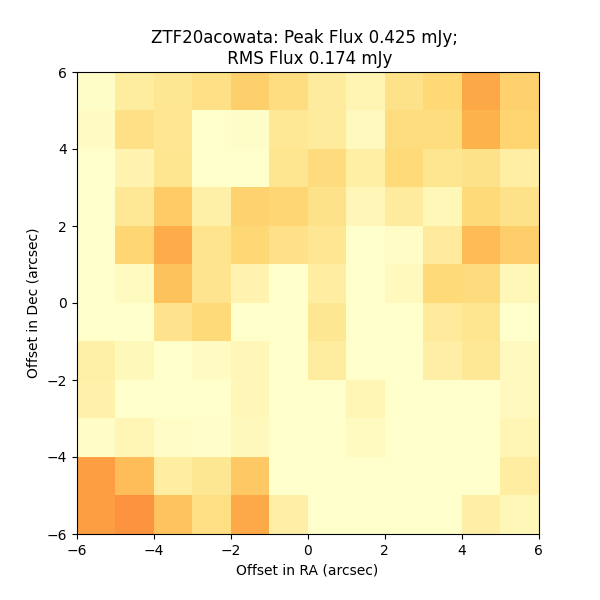 ZTF20acowata: Peak Flux 0.425 mJy;
RMS Flux 0.174 mJy
6
4
2
0
−2
−4
−6
Offset in Dec (arcsec)
−6 −4 −2 0 2 4 6
Offset in RA (arcsec)